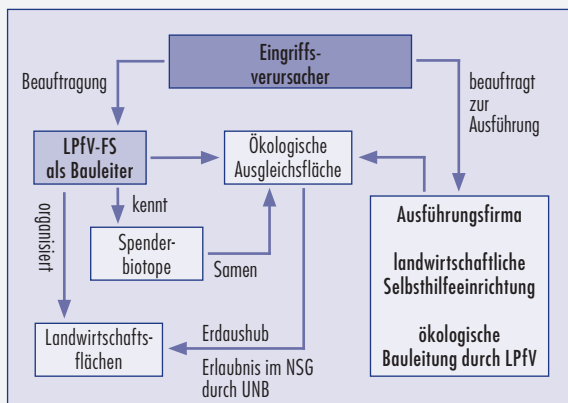 Eingriffs-
verursacher
Beauftragung
beauftragt
zur
Ausführung
LPfV-FS
als Bauleiter
Ökologische
Ausgleichsfläche
organisiert
kennt
Spender-
biotope
Samen
Ausführungsfirma
landwirtschaftliche
Selbsthilfeeinrichtung
ökologische
Bauleitung durch LPfV
Landwirtschafts-
flächen
Erdaushub
Erlaubnis im NSG
durch UNB